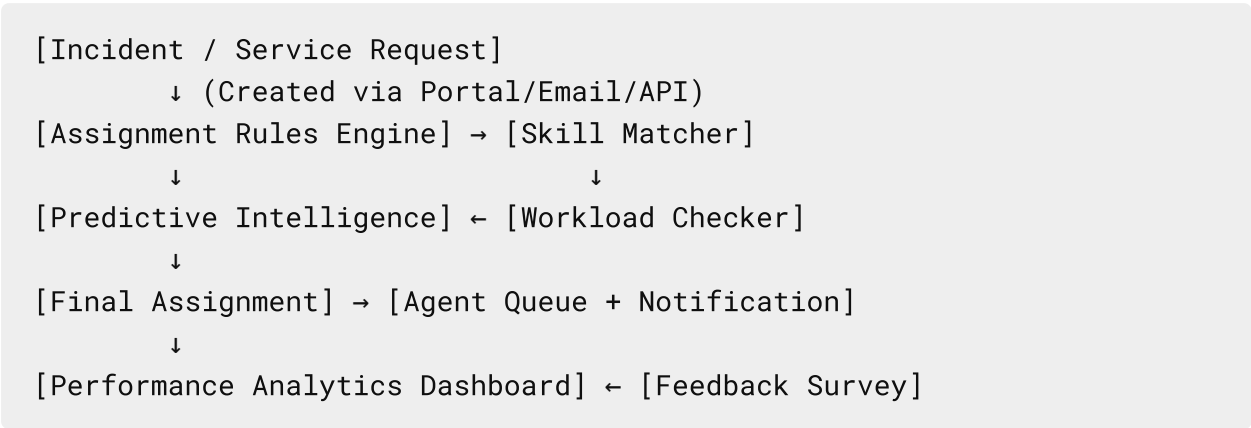 [Incident / Service Request]
↓ (Created via Portal/Email/API)
[Assignment Rules Engine] → [Skill Matcher]
↓ ↓
[Predictive Intelligence] ← [Workload Checker]
↓
[Final Assignment] → [Agent Queue + Notification]
↓
[Performance Analytics Dashboard] ← [Feedback Survey]